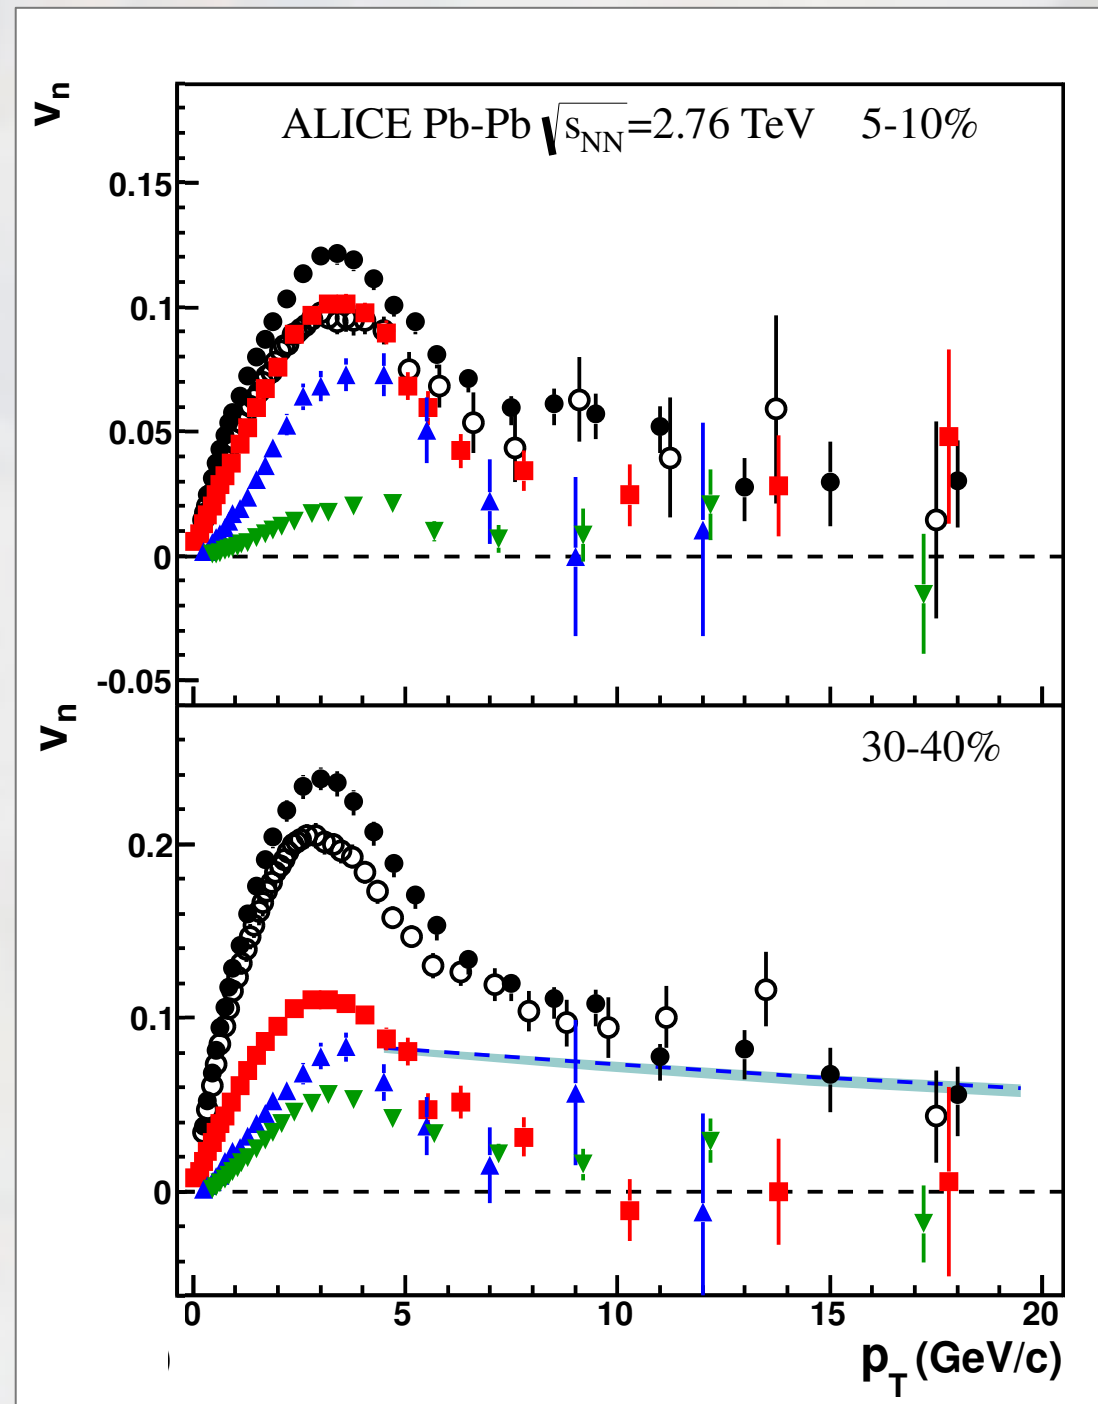 v_n
ALICE Pb-Pb √s_NN=2.76 TeV 5-10%
0.15
0.1
0.05
0
-0.05
v_n
30-40%
0.2
0.1
0
0 5 10 15 20
p_T (GeV/c)
)